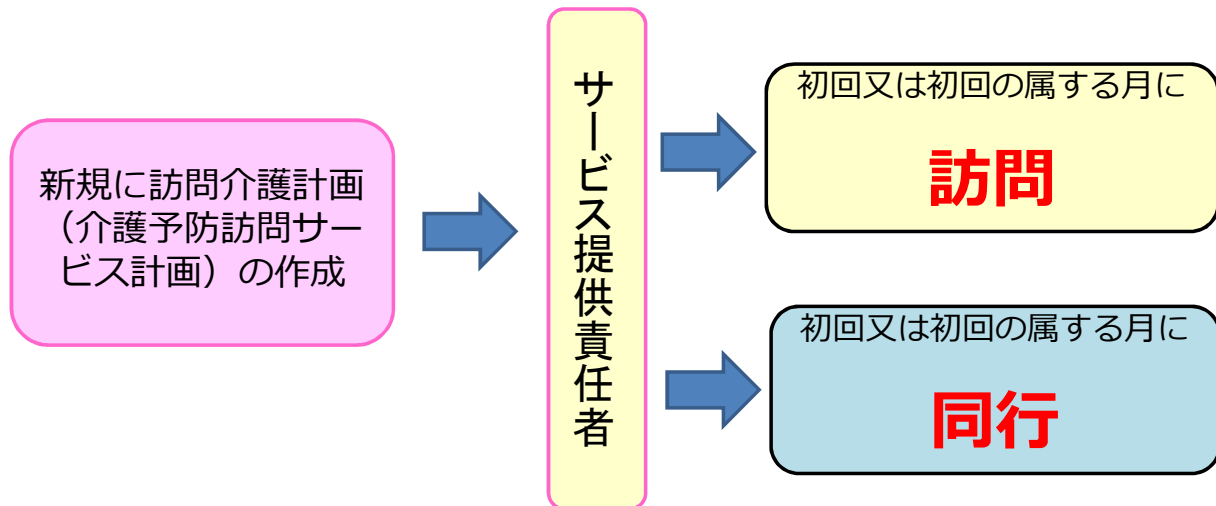 新規に訪問介護計画
（介護予防訪問サー
ビス計画）の作成
サービス提供責任者
初回又は初回の属する月に
訪問
初回又は初回の属する月に
同行